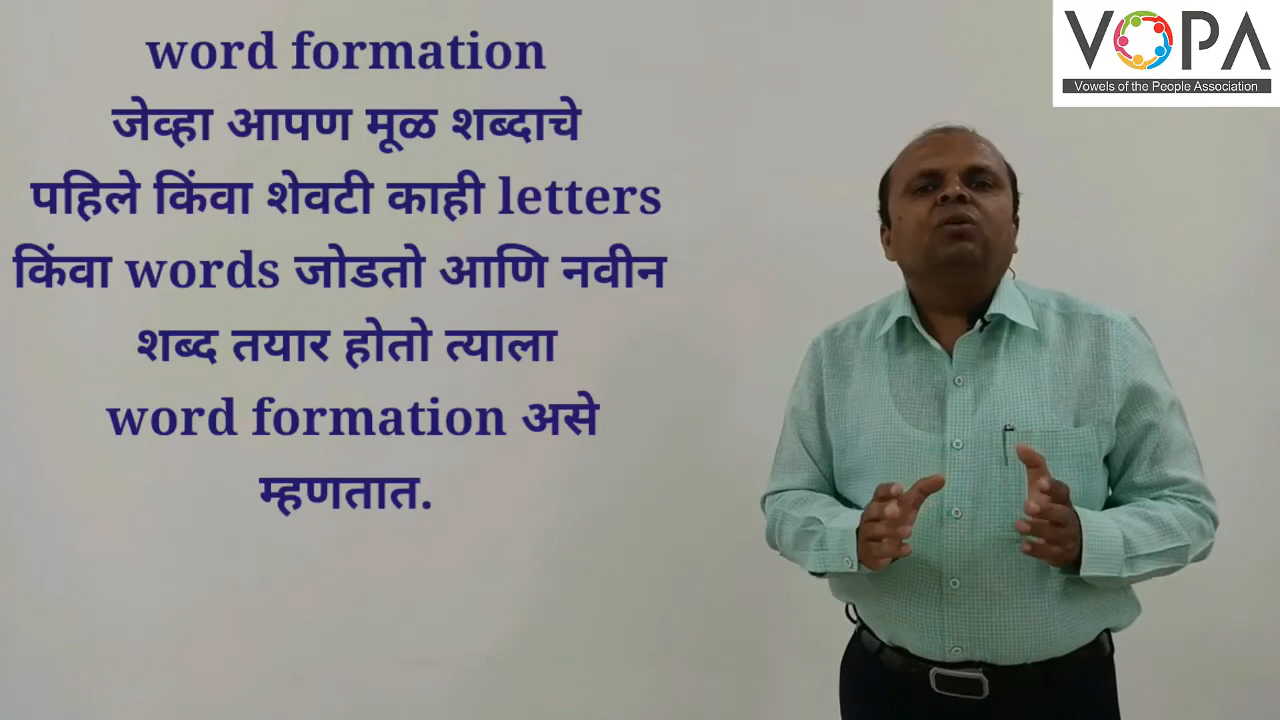 word formation
जेव्हा आपण मूळ शब्दाचे
पहिले किंवा शेवटी काही letters
किंवा words जोडतो आणि नवीन
शब्द तयार होतो त्याला
word formation असे
म्हणतात.
VOPA
Vowels of the People Association